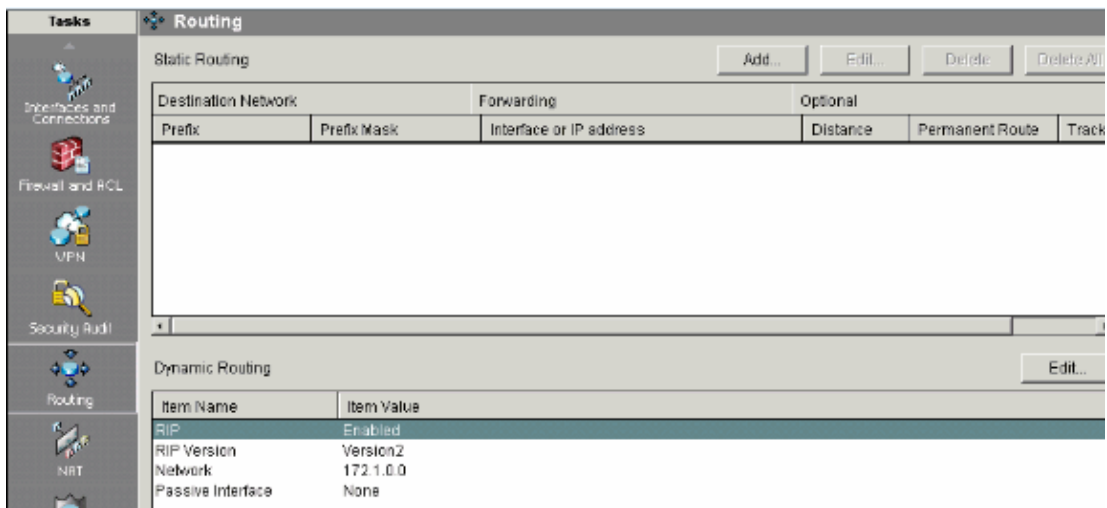 Tasks
Routing
Static Routing
Add...
Edit...
Delete
Delete All
Interfaces and
Connections
Destination Network
Forwarding
Optional
Prefix
Prefix Mask
Interface or IP address
Distance
Permanent Route
Track
Firewall and ACL
VPN
Security Audit
Routing
NAT
Dynamic Routing
Edit...
Item Name
Item Value
RIP
Enabled
RIP Version
Version2
Network
172.1.0.0
Passive Interface
None